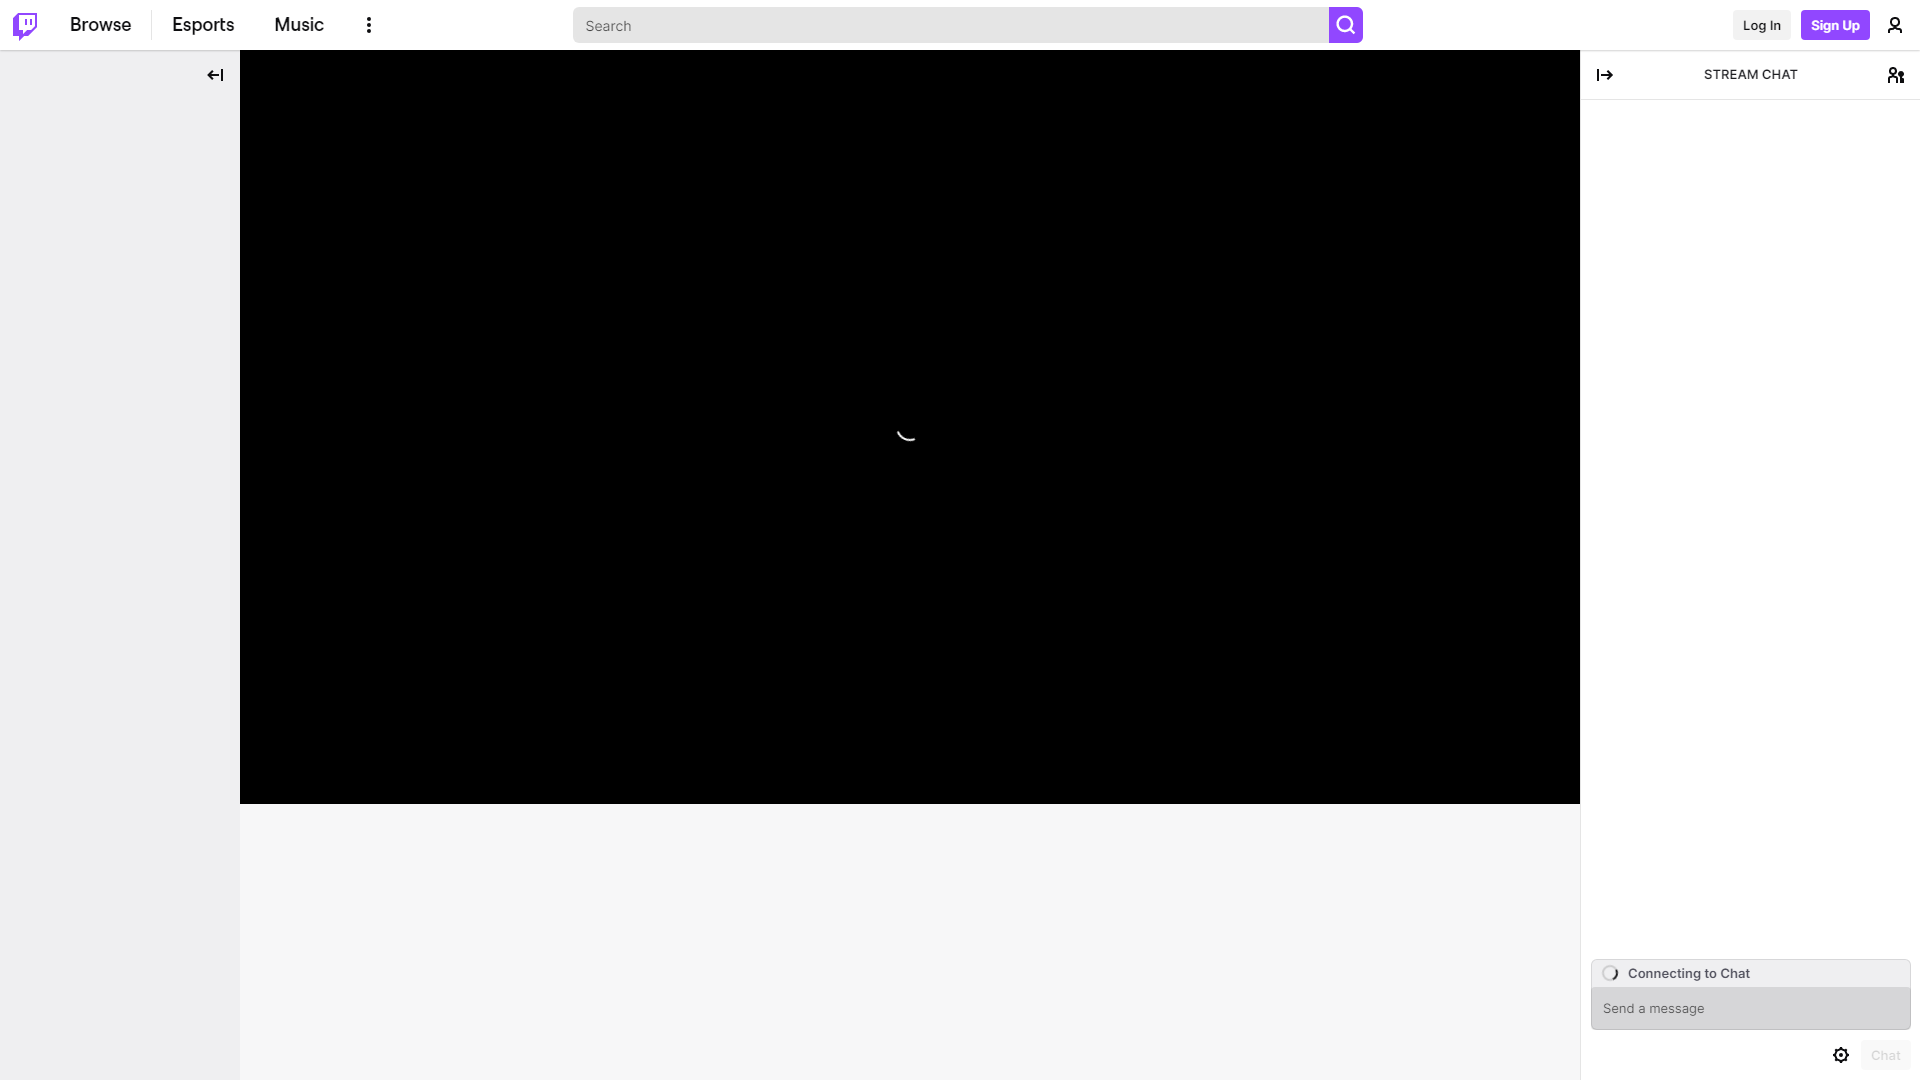 Browse
Esports
Music
Search
Log In
Sign Up
STREAM CHAT
Connecting to Chat
Send a message
Chat